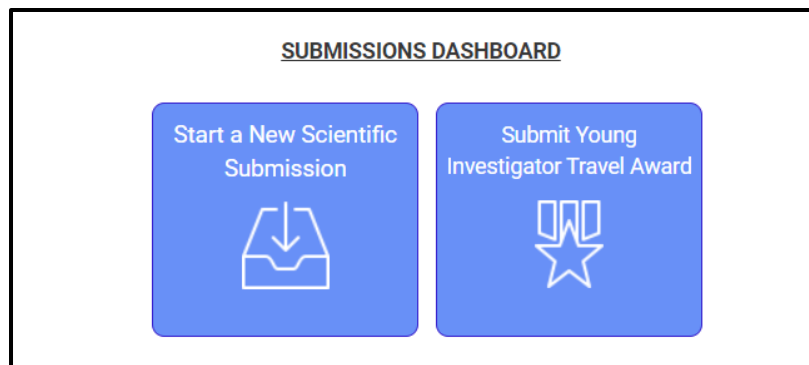 SUBMISSIONS DASHBOARD
Start a New Scientific
Submission
Submit Young
Investigator Travel Award